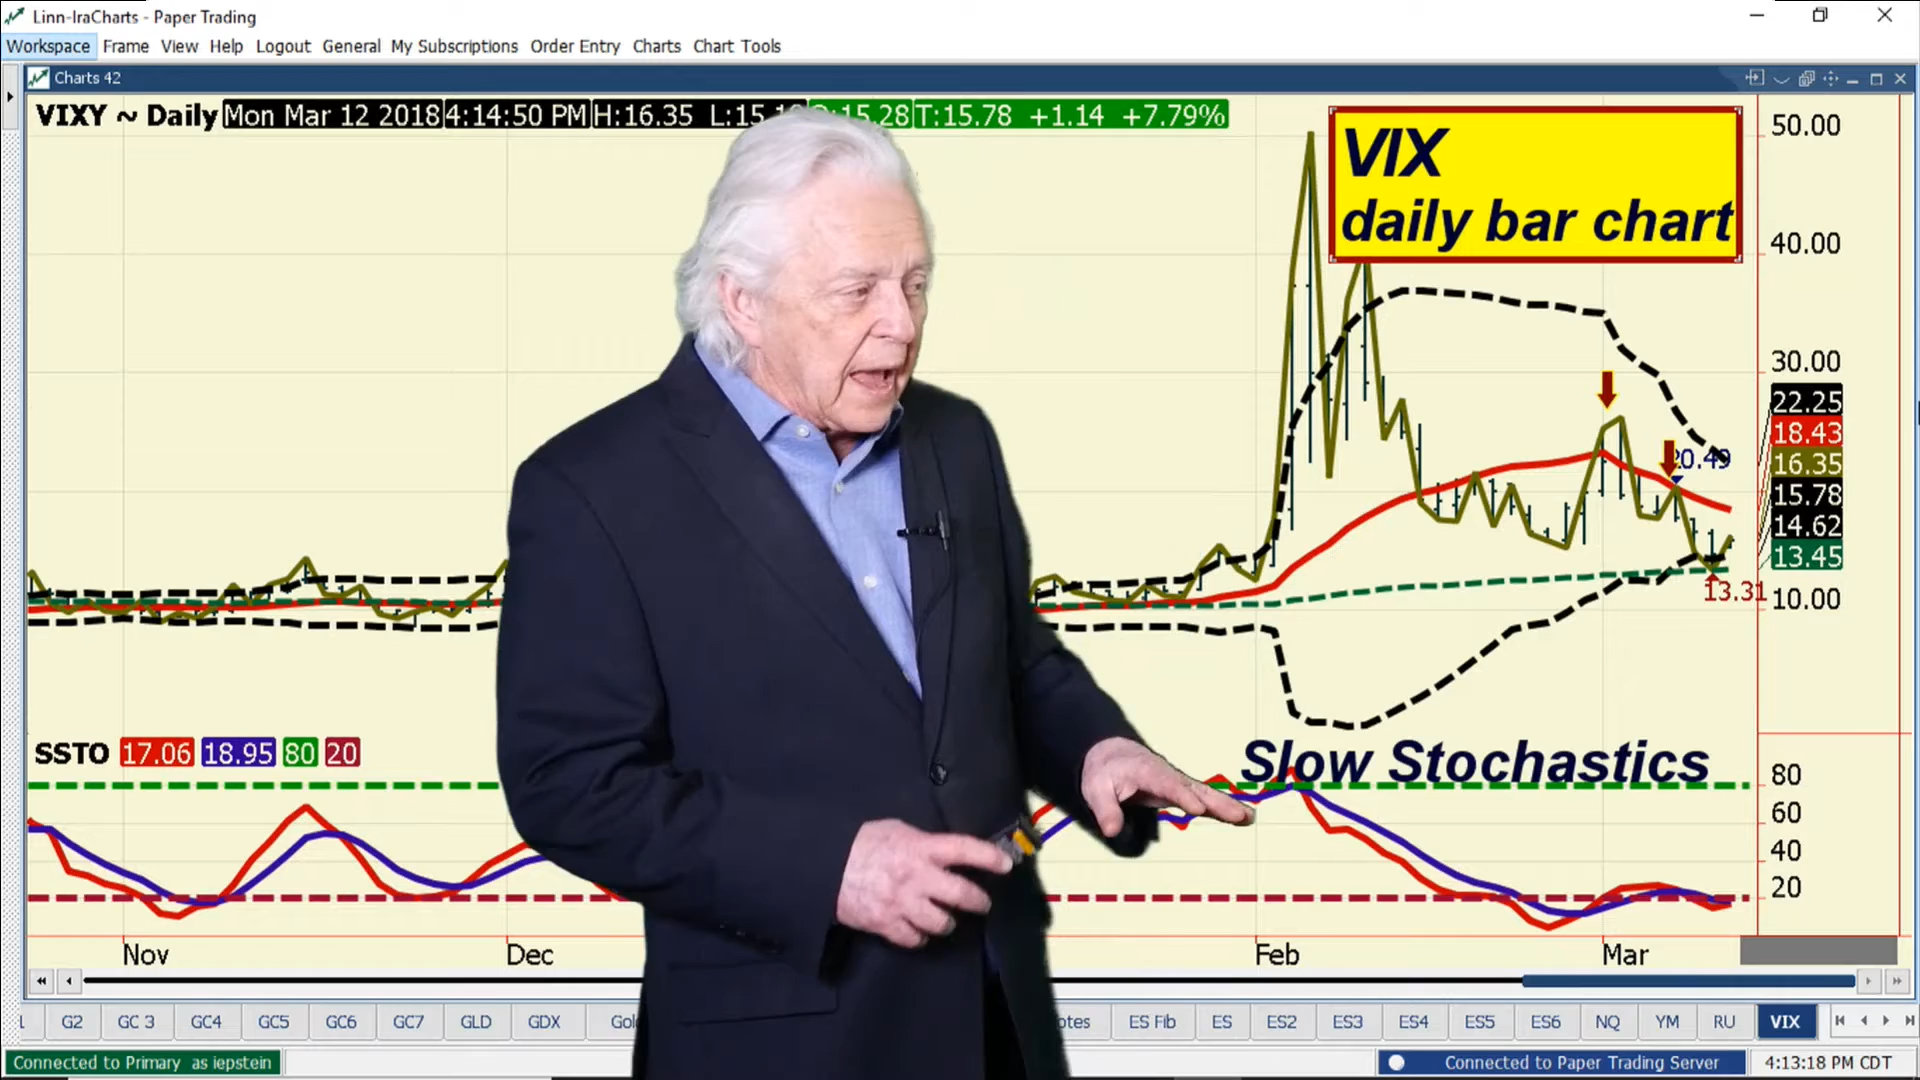 Linn-IraCharts - Paper Trading
Workspace Frame View Help Logout General My Subscriptions Order Entry Charts Chart Tools
Charts 42
VIXY ~ Daily Mon Mar 12 2018 4:14:50 PM H:16.35 15.28 T:15.78 +1.14 +7.79%
VIX
daily bar chart
50.00
40.00
30.00
22.25
18.43
16.35
15.78
14.62
13.45
10.00
20.49
13.31
SSTO 17.06 18.95 80 20
Slow Stochastics
80
60
40
20
Nov Dec Feb Mar
G2 GC 3 GC4 GC5 GC6 GC7 GLD GDX ES Fib ES ES2 ES3 ES4 ES5 ES6 NQ YM RU VIX
Connected to Primary as iepstein Connected to Paper Trading Server 4:13:18 PM CDT